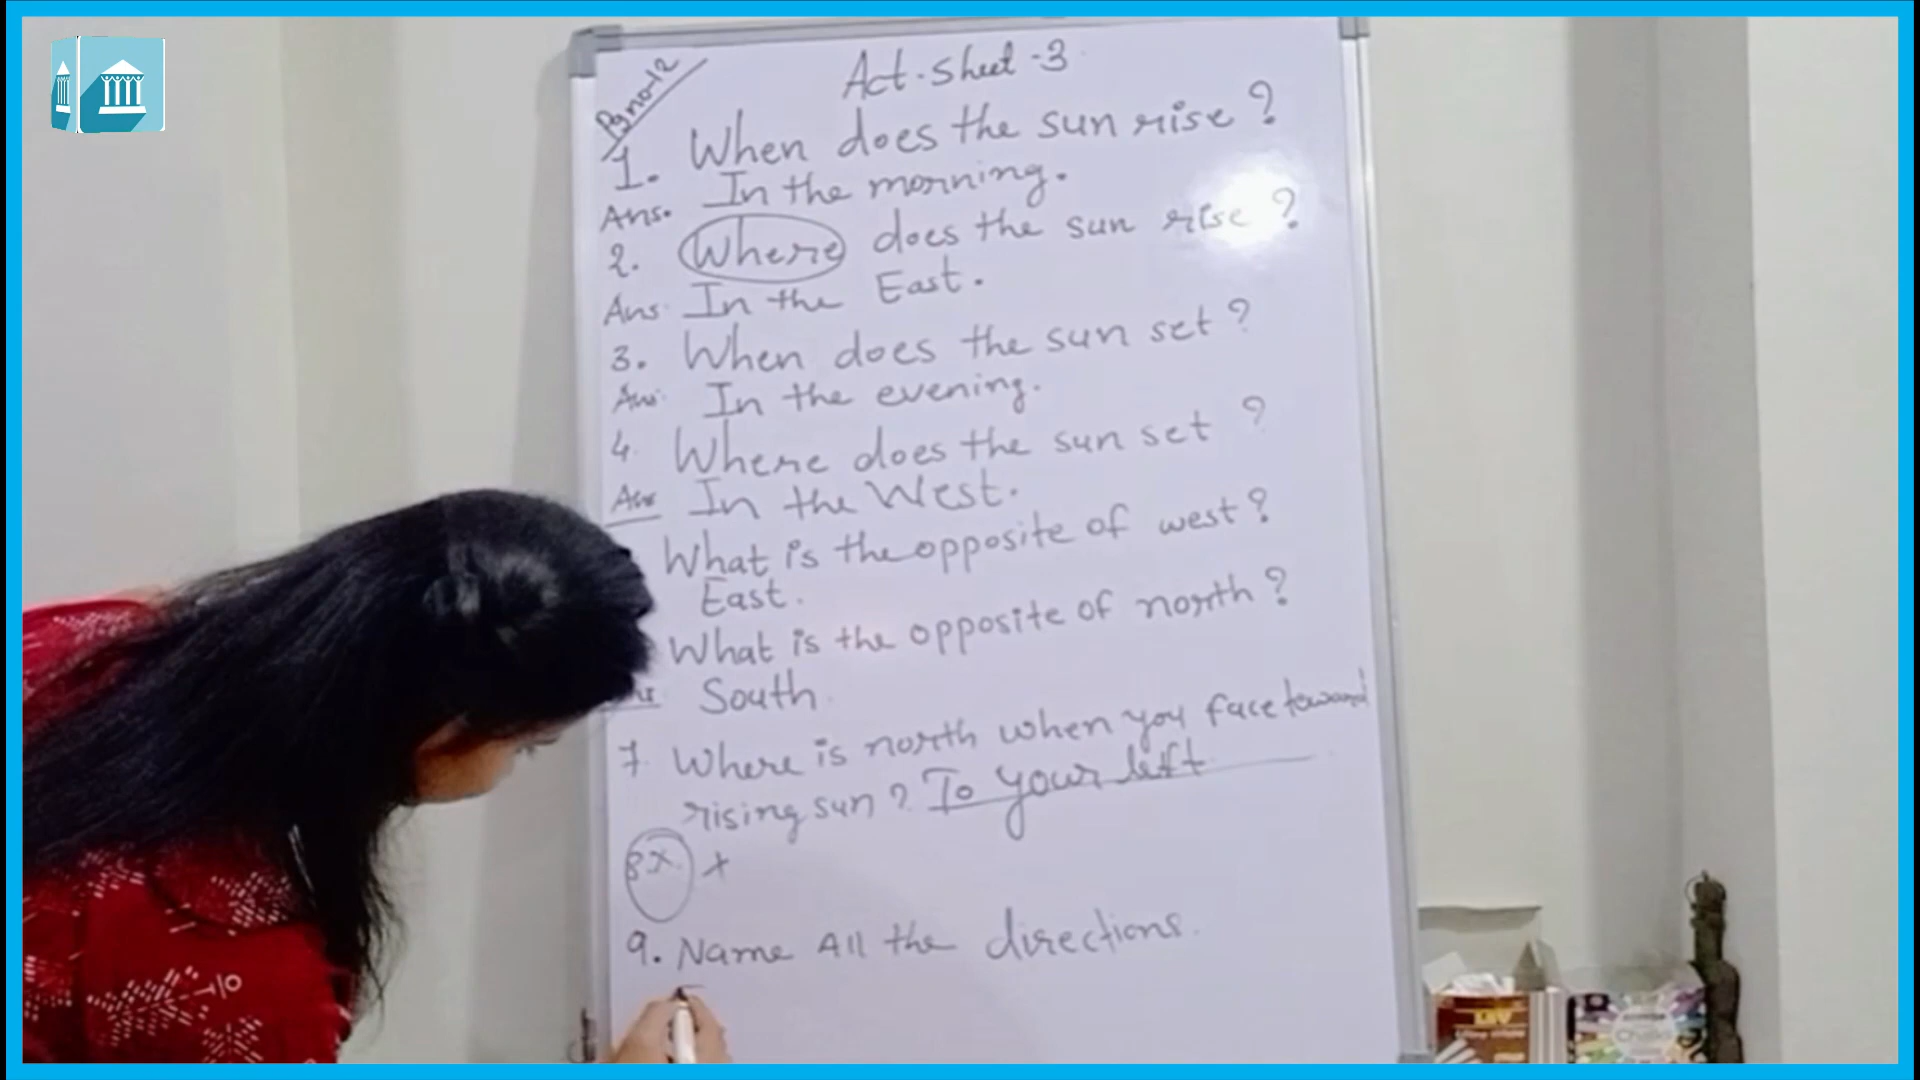 Pg no-12
Act-Sheet-3
1. When does the sun rise?
Ans. In the morning.
2. Where does the sun rise?
Ans. In the East.
3. When does the sun set?
Ans. In the evening.
4. Where does the sun set?
Ans In the West.
What is the opposite of west?
East.
What is the opposite of north?
South
7. Where is north when you face toward
rising sun? To your left
8 x x
9. Name All the directions.